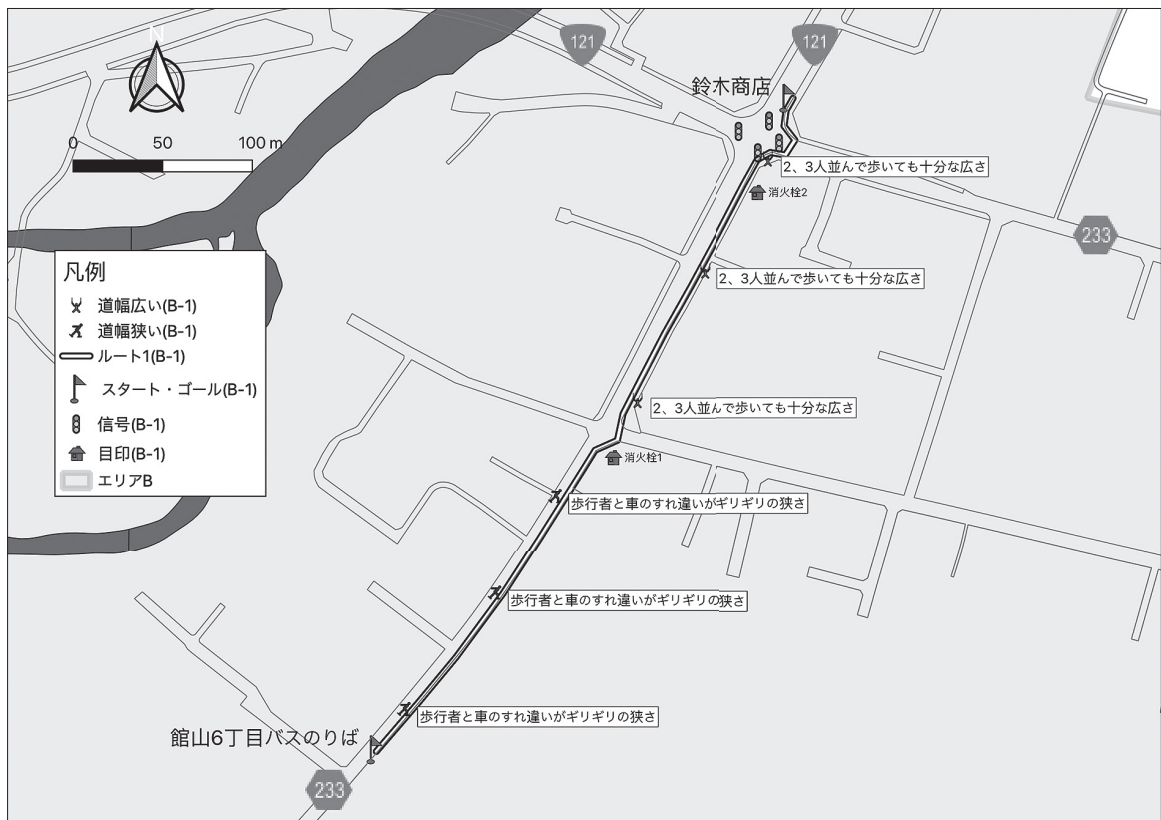 N
0 50 100 m
121
121
鈴木商店
2、3人並んで歩いても十分な広さ
消火栓2
233
2、3人並んで歩いても十分な広さ
凡例
道幅広い(B-1)
道幅狭い(B-1)
ルート1(B-1)
スタート・ゴール(B-1)
信号(B-1)
目印(B-1)
エリアB
2、3人並んで歩いても十分な広さ
消火栓1
歩行者と車のすれ違いがギリギリの狭さ
歩行者と車のすれ違いがギリギリの狭さ
歩行者と車のすれ違いがギリギリの狭さ
館山6丁目バスのりば
233